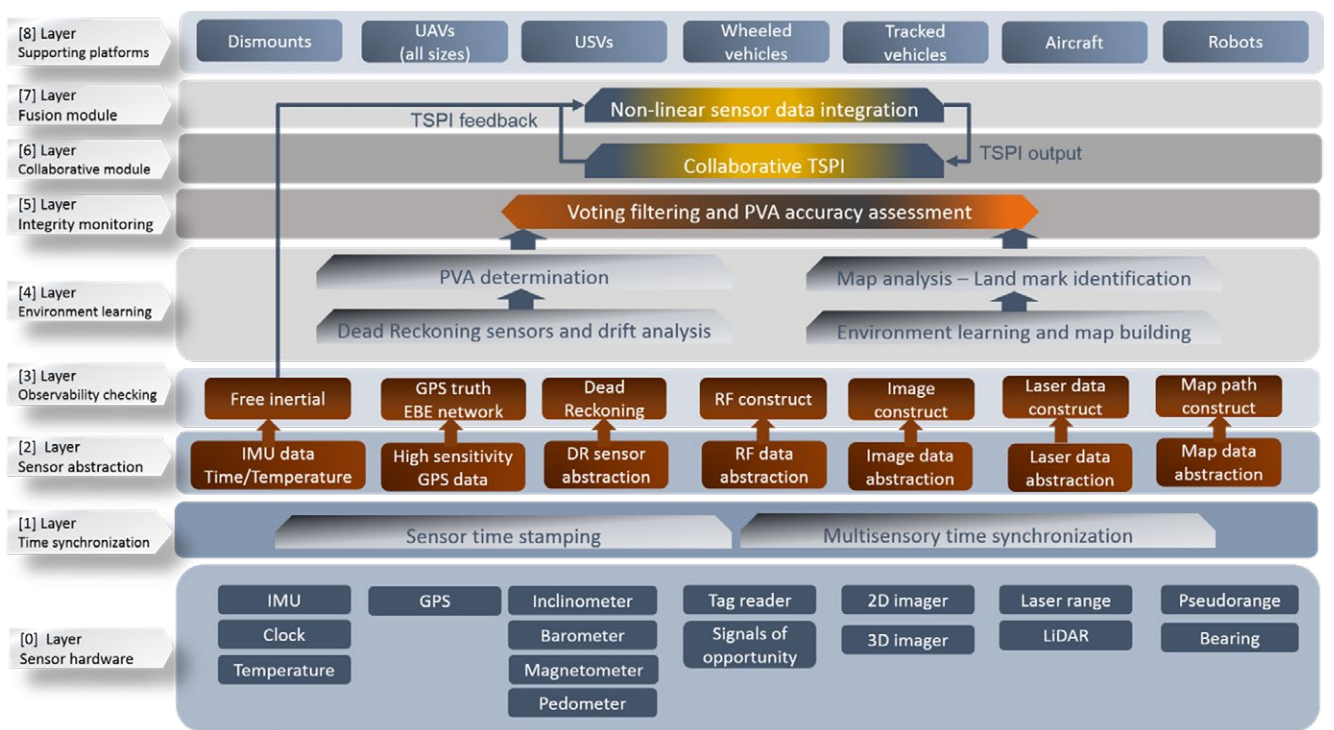 [8] Layer
Supporting platforms
Dismounts
UAVs
(all sizes)
USVs
Wheeled
vehicles
Tracked
vehicles
Aircraft
Robots
[7] Layer
Fusion module
TSPI feedback
Non-linear sensor data integration
[6] Layer
Collaborative module
Collaborative TSPI
TSPI output
[5] Layer
Integrity monitoring
Voting filtering and PVA accuracy assessment
[4] Layer
Environment learning
PVA determination
Map analysis – Land mark identification
Dead Reckoning sensors and drift analysis
Environment learning and map building
[3] Layer
Observability checking
Free inertial
GPS truth
EBE network
Dead
Reckoning
RF construct
Image
construct
Laser data
construct
Map path
construct
[2] Layer
Sensor abstraction
IMU data
Time/Temperature
High sensitivity
GPS data
DR sensor
abstraction
RF data
abstraction
Image data
abstraction
Laser data
abstraction
Map data
abstraction
[1] Layer
Time synchronization
Sensor time stamping
Multisensory time synchronization
[0] Layer
Sensor hardware
IMU
Clock
Temperature
GPS
Inclinometer
Barometer
Magnetometer
Pedometer
Tag reader
Signals of
opportunity
2D imager
3D imager
Laser range
LiDAR
Pseudorange
Bearing